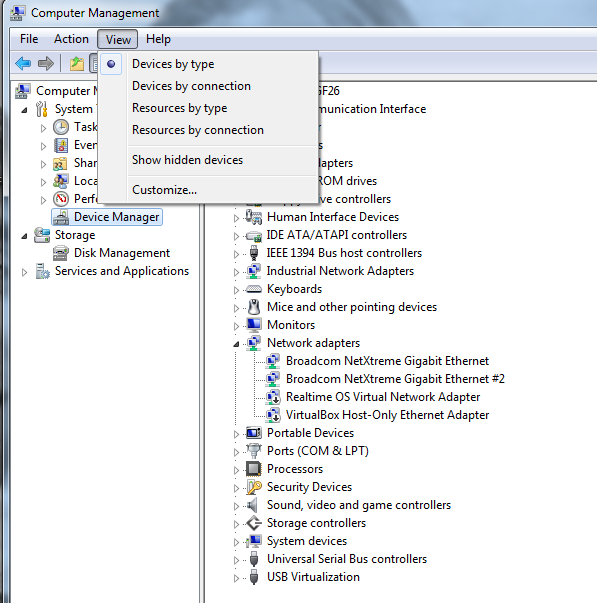 Computer Management
File Action View Help
Devices by type
Devices by connection
Resources by type
Resources by connection
Show hidden devices
Customize...
Computer M
System T
Task
Even
Shar
Loca
Perf
Device Manager
Storage
Disk Management
Services and Applications
GF26
munication Interface
r
dapters
ROM drives
ve controllers
Human Interface Devices
IDE ATA/ATAPI controllers
IEEE 1394 Bus host controllers
Industrial Network Adapters
Keyboards
Mice and other pointing devices
Monitors
Network adapters
Broadcom NetXtreme Gigabit Ethernet
Broadcom NetXtreme Gigabit Ethernet #2
Realtime OS Virtual Network Adapter
VirtualBox Host-Only Ethernet Adapter
Portable Devices
Ports (COM & LPT)
Processors
Security Devices
Sound, video and game controllers
Storage controllers
System devices
Universal Serial Bus controllers
USB Virtualization